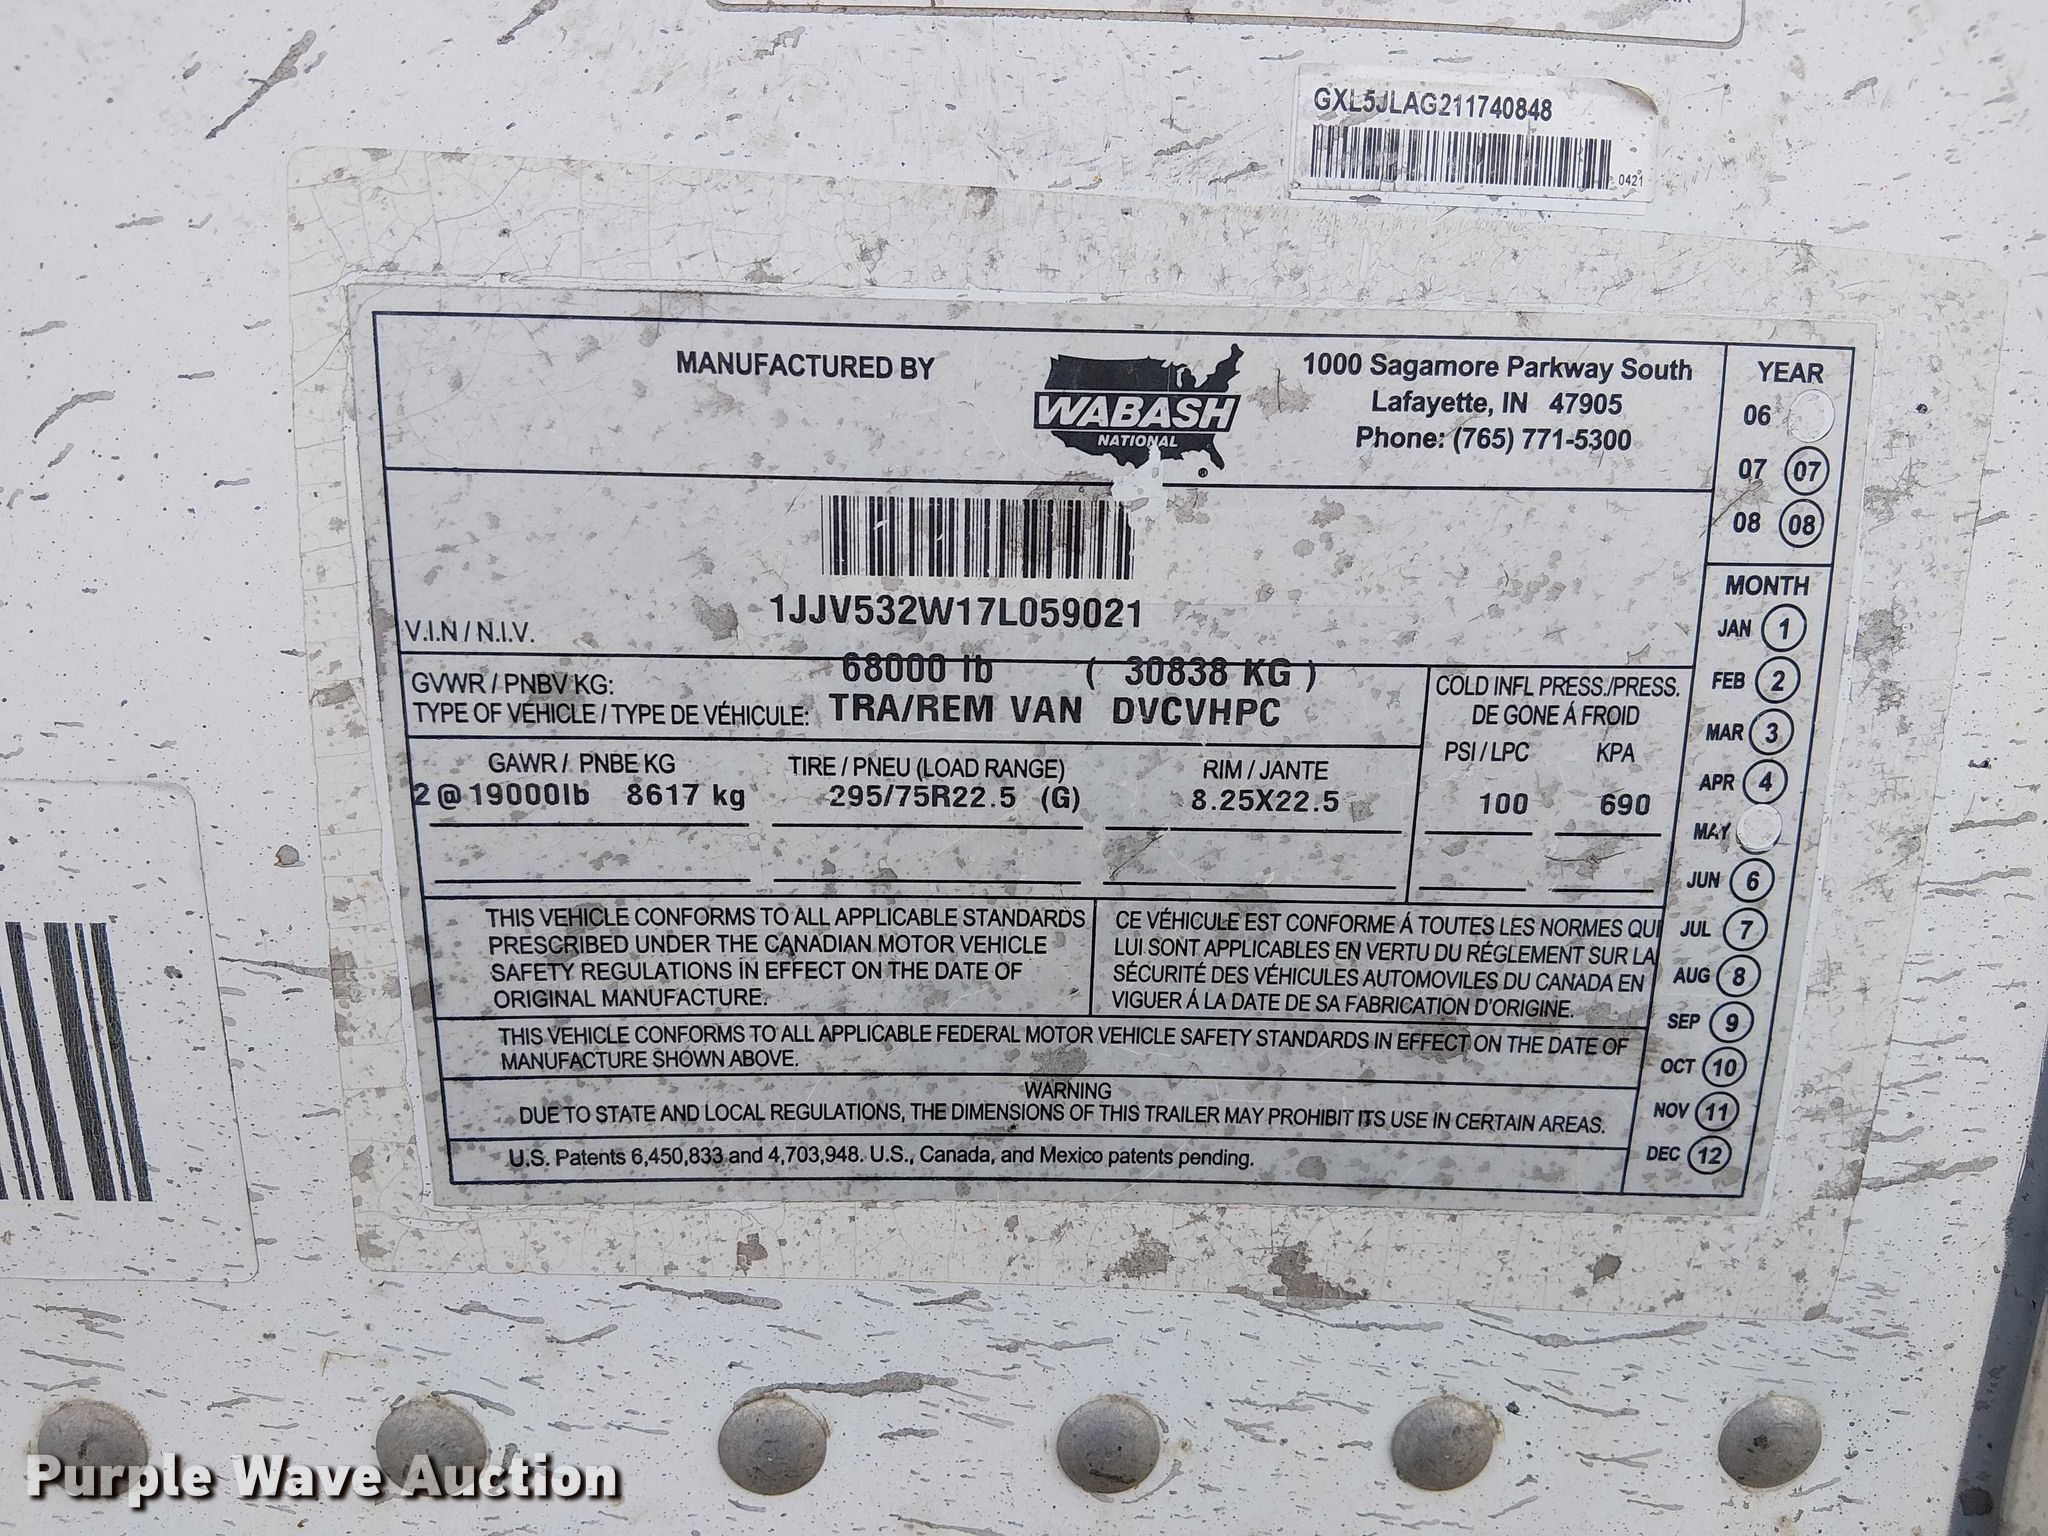 GXL5JLAG211740848
0421
MANUFACTURED BY
WABASH
NATIONAL
®
1000 Sagamore Parkway South
Lafayette, IN 47905
Phone: (765) 771-5300
YEAR
06
07 07
08 08
V.I.N / N.I.V.
1JJV532W17L059021
GVWR / PNBV KG: 68000 lb ( 30838 KG )
TYPE OF VEHICLE / TYPE DE VÉHICULE: TRA/REM VAN DVCVHPC
COLD INFL PRESS./PRESS.
DE GONE Á FROID
PSI / LPC KPA
100 690
GAWR / PNBE KG
2 @ 19000lb 8617 kg
TIRE / PNEU (LOAD RANGE)
295/75R22.5 (G)
RIM / JANTE
8.25X22.5
MONTH
JAN 1
FEB 2
MAR 3
APR 4
MAY
JUN 6
JUL 7
AUG 8
SEP 9
OCT 10
NOV 11
DEC 12
THIS VEHICLE CONFORMS TO ALL APPLICABLE STANDARDS
PRESCRIBED UNDER THE CANADIAN MOTOR VEHICLE
SAFETY REGULATIONS IN EFFECT ON THE DATE OF
ORIGINAL MANUFACTURE.
CE VÉHICULE EST CONFORME Á TOUTES LES NORMES QUI
LUI SONT APPLICABLES EN VERTU DU RÉGLEMENT SUR LA
SÉCURITÉ DES VÉHICULES AUTOMOVILES DU CANADA EN
VIGUER Á LA DATE DE SA FABRICATION D'ORIGINE.
THIS VEHICLE CONFORMS TO ALL APPLICABLE FEDERAL MOTOR VEHICLE SAFETY STANDARDS IN EFFECT ON THE DATE OF
MANUFACTURE SHOWN ABOVE.
WARNING
DUE TO STATE AND LOCAL REGULATIONS, THE DIMENSIONS OF THIS TRAILER MAY PROHIBIT ITS USE IN CERTAIN AREAS.
U.S. Patents 6,450,833 and 4,703,948. U.S., Canada, and Mexico patents pending.
Purple Wave Auction